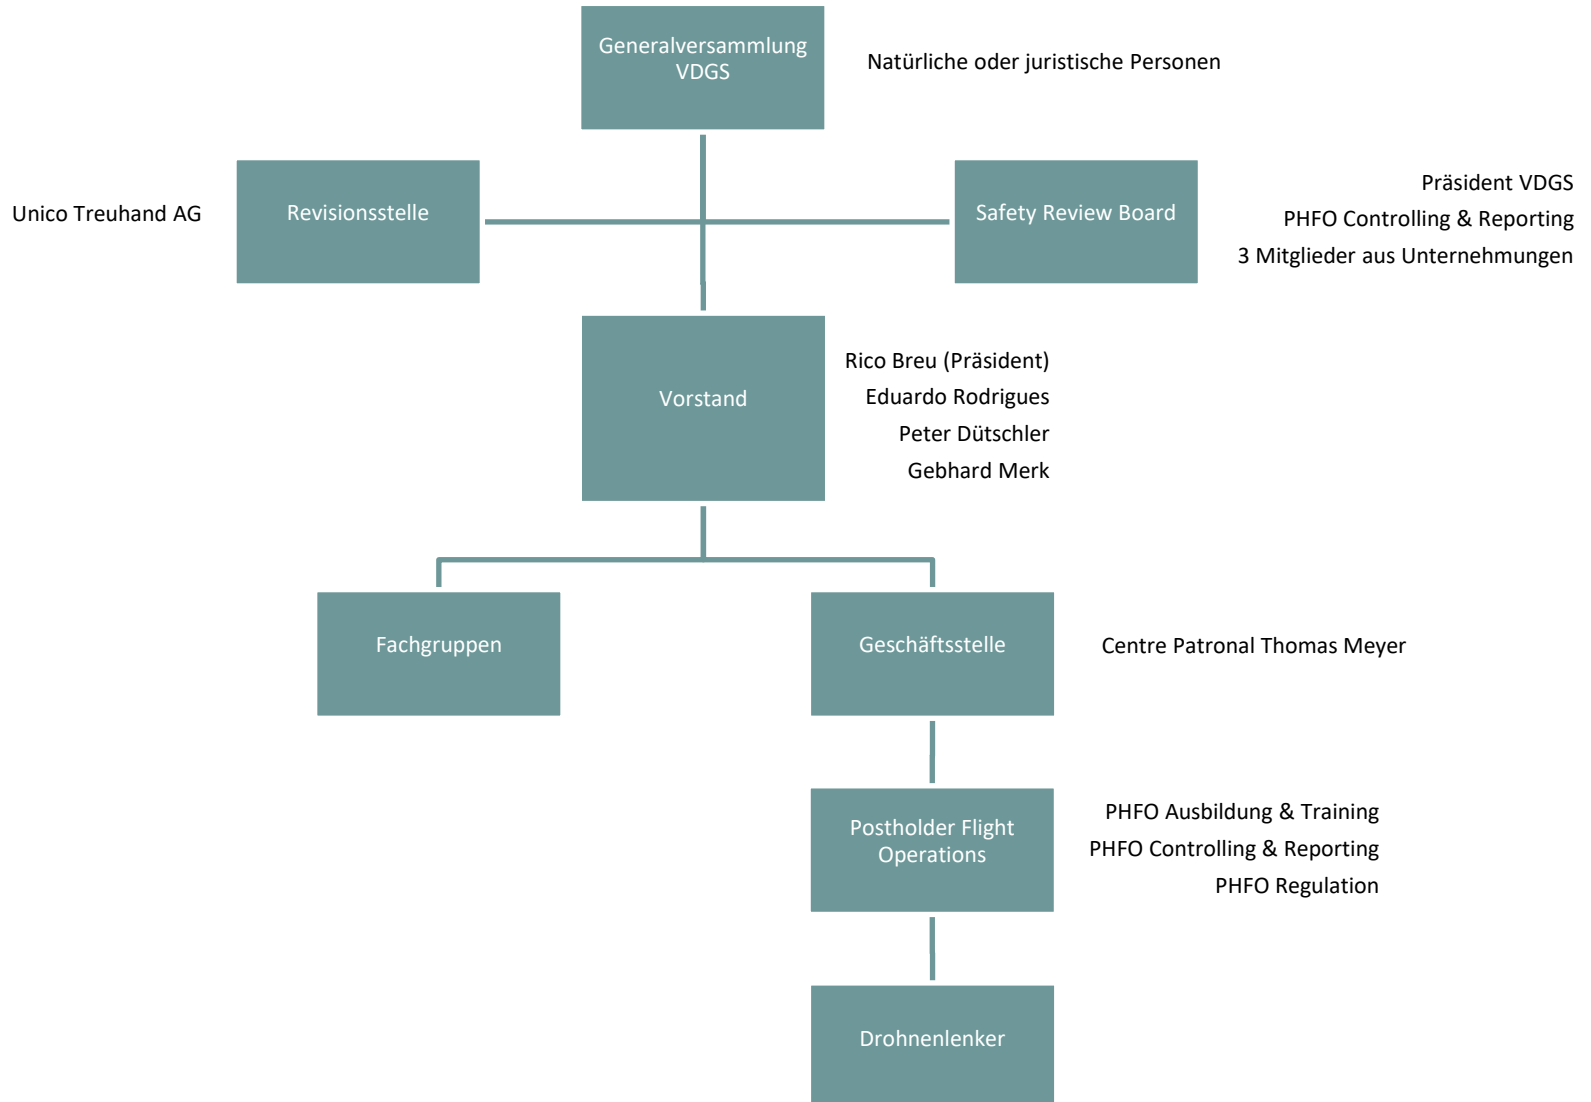 Generalversammlung
VDGS
Natürliche oder juristische Personen
Unico Treuhand AG
Revisionsstelle
Safety Review Board
Präsident VDGS
PHFO Controlling & Reporting
3 Mitglieder aus Unternehmungen
Vorstand
Rico Breu (Präsident)
Eduardo Rodrigues
Peter Dütschler
Gebhard Merk
Fachgruppen
Geschäftsstelle
Centre Patronal Thomas Meyer
Postholder Flight
Operations
PHFO Ausbildung & Training
PHFO Controlling & Reporting
PHFO Regulation
Drohnenlenker